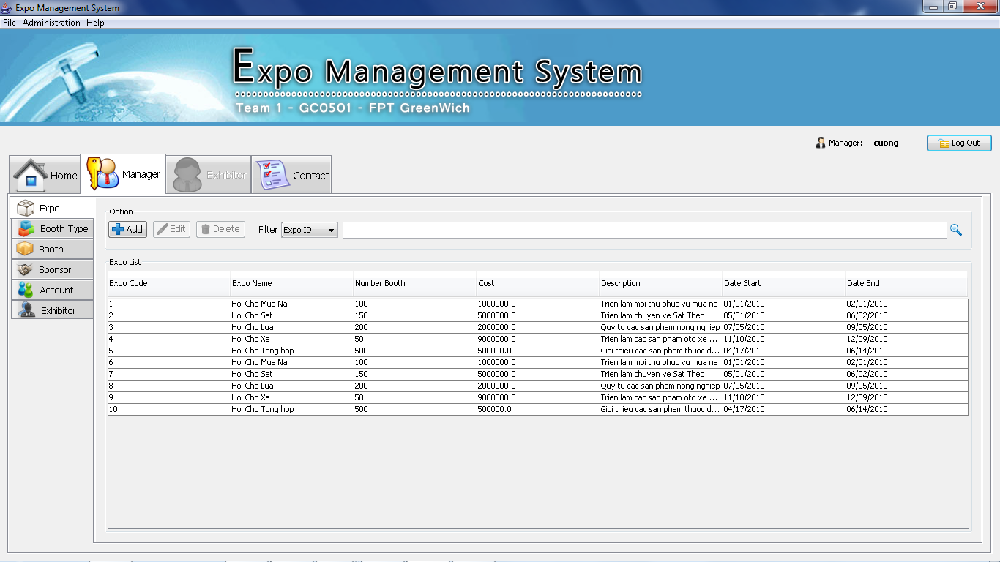 Expo Management System
File Administration Help
Expo Management System
Team 1 - GC0501 - FPT GreenWich
Manager: cuong Log Out
Home Manager Exhibitor Contact
Expo
Booth Type
Booth
Sponsor
Account
Exhibitor
Option
Add Edit Delete Filter Expo ID
Expo List
Expo Code Expo Name Number Booth Cost Description Date Start Date End
1 Hoi Cho Mua Na 100 1000000.0 Trien lam moi thu phuc vu mua na 01/01/2010 02/01/2010
2 Hoi Cho Sat 150 5000000.0 Trien lam chuyen ve Sat Thep 05/01/2010 06/02/2010
3 Hoi Cho Lua 200 2000000.0 Quy tu cac san pham nong nghiep 07/05/2010 09/05/2010
4 Hoi Cho Xe 50 9000000.0 Trien lam cac san pham oto xe ... 11/10/2010 12/09/2010
5 Hoi Cho Tong hop 500 500000.0 Gioi thieu cac san pham thuoc d... 04/17/2010 06/14/2010
6 Hoi Cho Mua Na 100 1000000.0 Trien lam moi thu phuc vu mua na 01/01/2010 02/01/2010
7 Hoi Cho Sat 150 5000000.0 Trien lam chuyen ve Sat Thep 05/01/2010 06/02/2010
8 Hoi Cho Lua 200 2000000.0 Quy tu cac san pham nong nghiep 07/05/2010 09/05/2010
9 Hoi Cho Xe 50 9000000.0 Trien lam cac san pham oto xe ... 11/10/2010 12/09/2010
10 Hoi Cho Tong hop 500 500000.0 Gioi thieu cac san pham thuoc d... 04/17/2010 06/14/2010